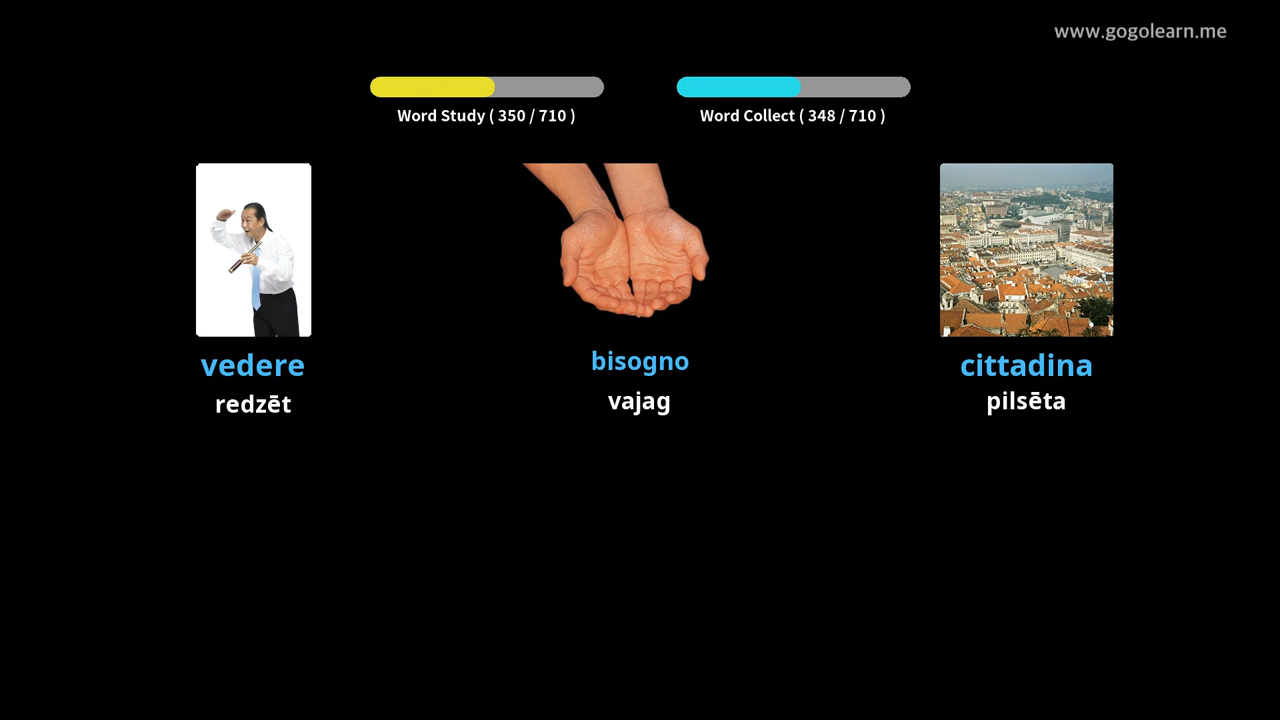 www.gogolearn.me
Word Study ( 350 / 710 )
Word Collect ( 348 / 710 )
vedere
redzēt
bisogno
vajag
cittadina
pilsēta